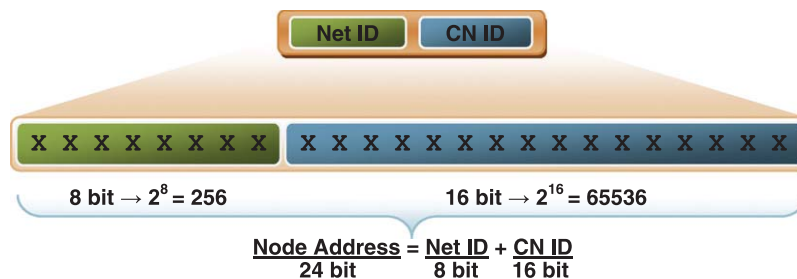 Net ID CN ID
X X X X X X X X X X X X X X X X X X X X X X X X
8 bit → 2⁸ = 256 16 bit → 2¹⁶ = 65536
Node Address = Net ID + CN ID
24 bit 8 bit 16 bit